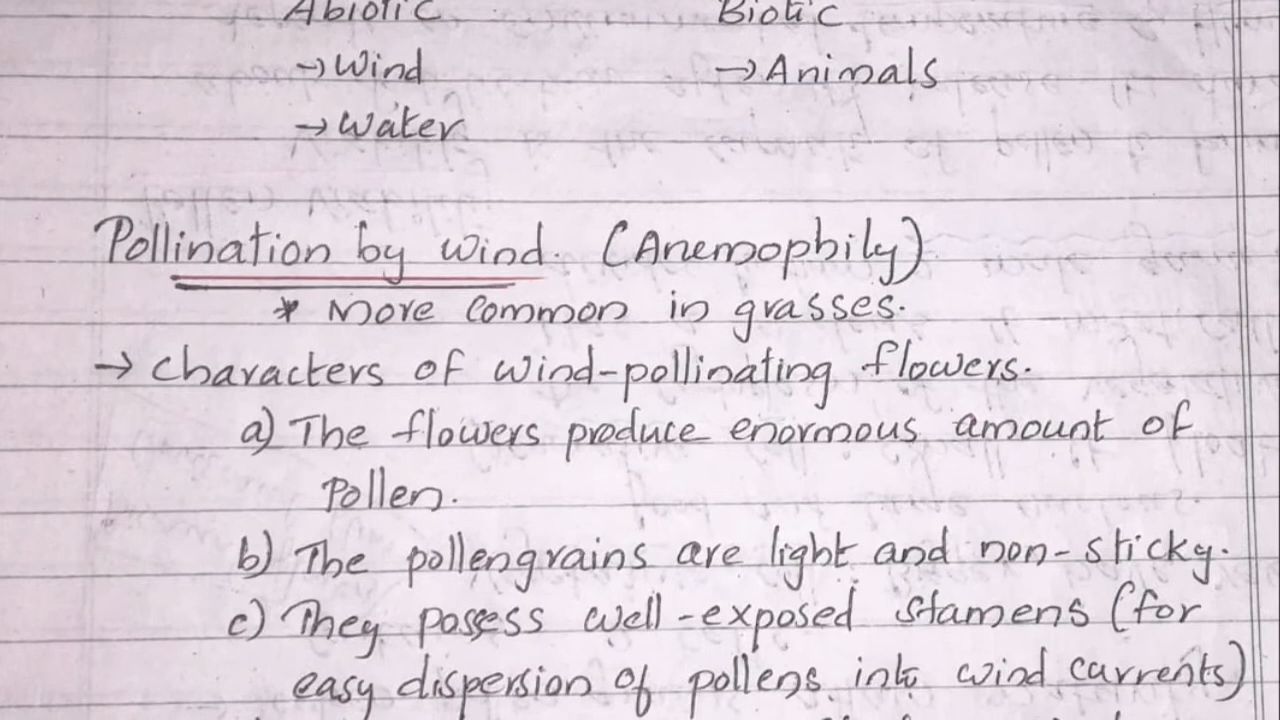 Abiotic Biotic
→ Wind → Animals
→ Water
Pollination by wind. (Anemophily)
* More common in grasses.
→ characters of wind-pollinating flowers.
a) The flowers produce enormous amount of
pollen.
b) The pollengrains are light and non-sticky.
c) They possess well-exposed stamens (for
easy dispersion of pollens into wind currents)